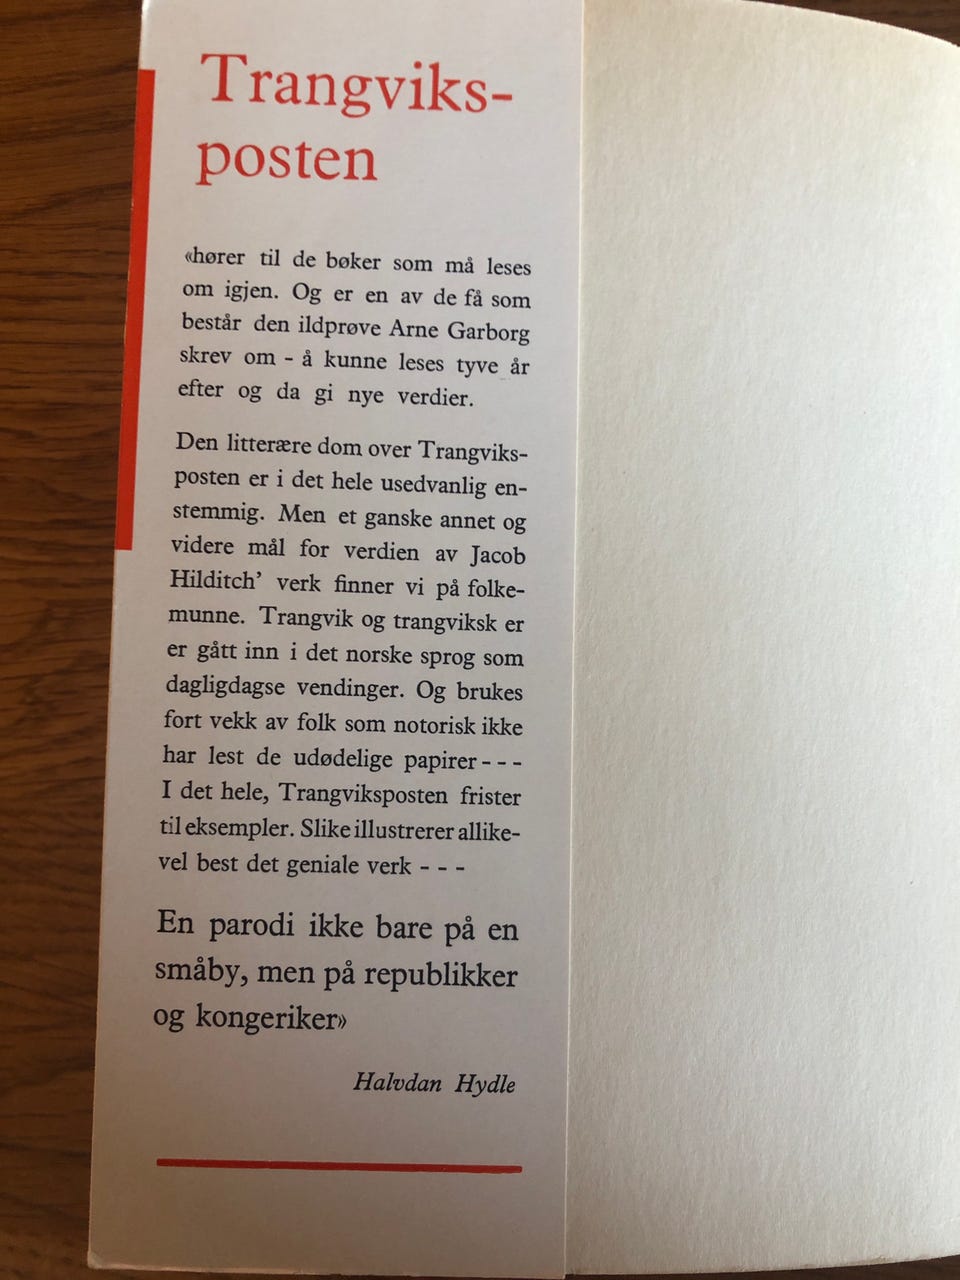 Trangviks-
posten
«hører til de bøker som må leses
om igjen. Og er en av de få som
består den ildprøve Arne Garborg
skrev om - å kunne leses tyve år
efter og da gi nye verdier.
Den litterære dom over Trangviks-
posten er i det hele usedvanlig en-
stemmig. Men et ganske annet og
videre mål for verdien av Jacob
Hilditch’ verk finner vi på folke-
munne. Trangvik og trangviksk er
er gått inn i det norske sprog som
dagligdagse vendinger. Og brukes
fort vekk av folk som notorisk ikke
har lest de udødelige papirer - - -
I det hele, Trangviksposten frister
til eksempler. Slike illustrerer allike-
vel best det geniale verk - - -
En parodi ikke bare på en
småby, men på republikker
og kongeriker»
Halvdan Hydle